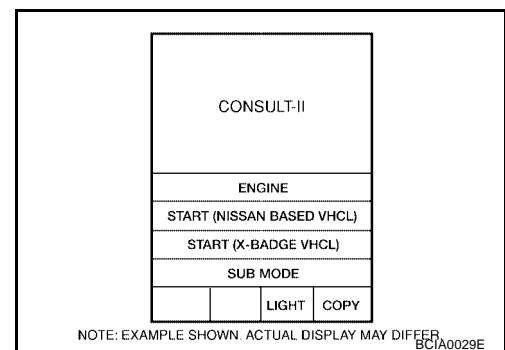 CONSULT-II
ENGINE
START (NISSAN BASED VHCL)
START (X-BADGE VHCL)
SUB MODE
LIGHT COPY
NOTE: EXAMPLE SHOWN. ACTUAL DISPLAY MAY DIFFER.
BCIA0029E